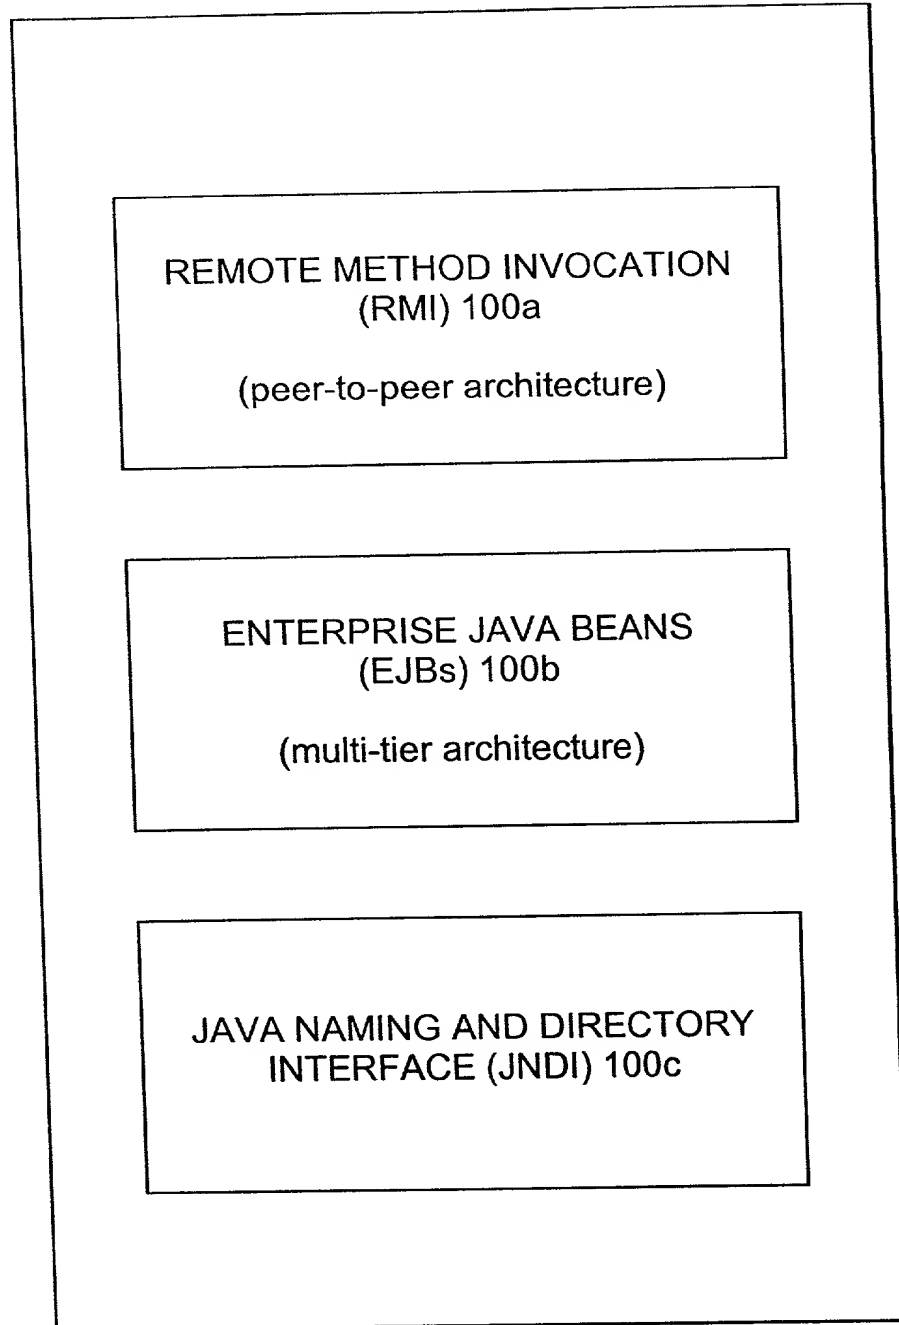 REMOTE METHOD INVOCATION
(RMI) 100a
(peer-to-peer architecture)
ENTERPRISE JAVA BEANS
(EJBs) 100b
(multi-tier architecture)
JAVA NAMING AND DIRECTORY
INTERFACE (JNDI) 100c